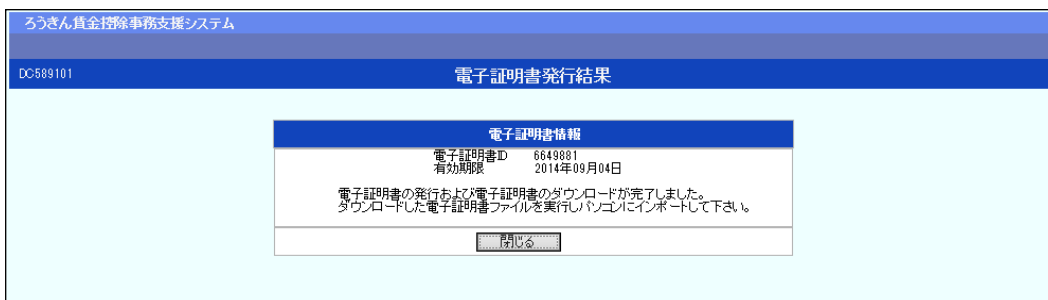 ろうきん賃金控除事務支援システム
DC589101 電子証明書発行結果
電子証明書情報
電子証明書ID 6649881
有効期限 2014年09月04日
電子証明書の発行および電子証明書のダウンロードが完了しました。
ダウンロードした電子証明書ファイルを実行しパソコンにインポートして下さい。
閉じる